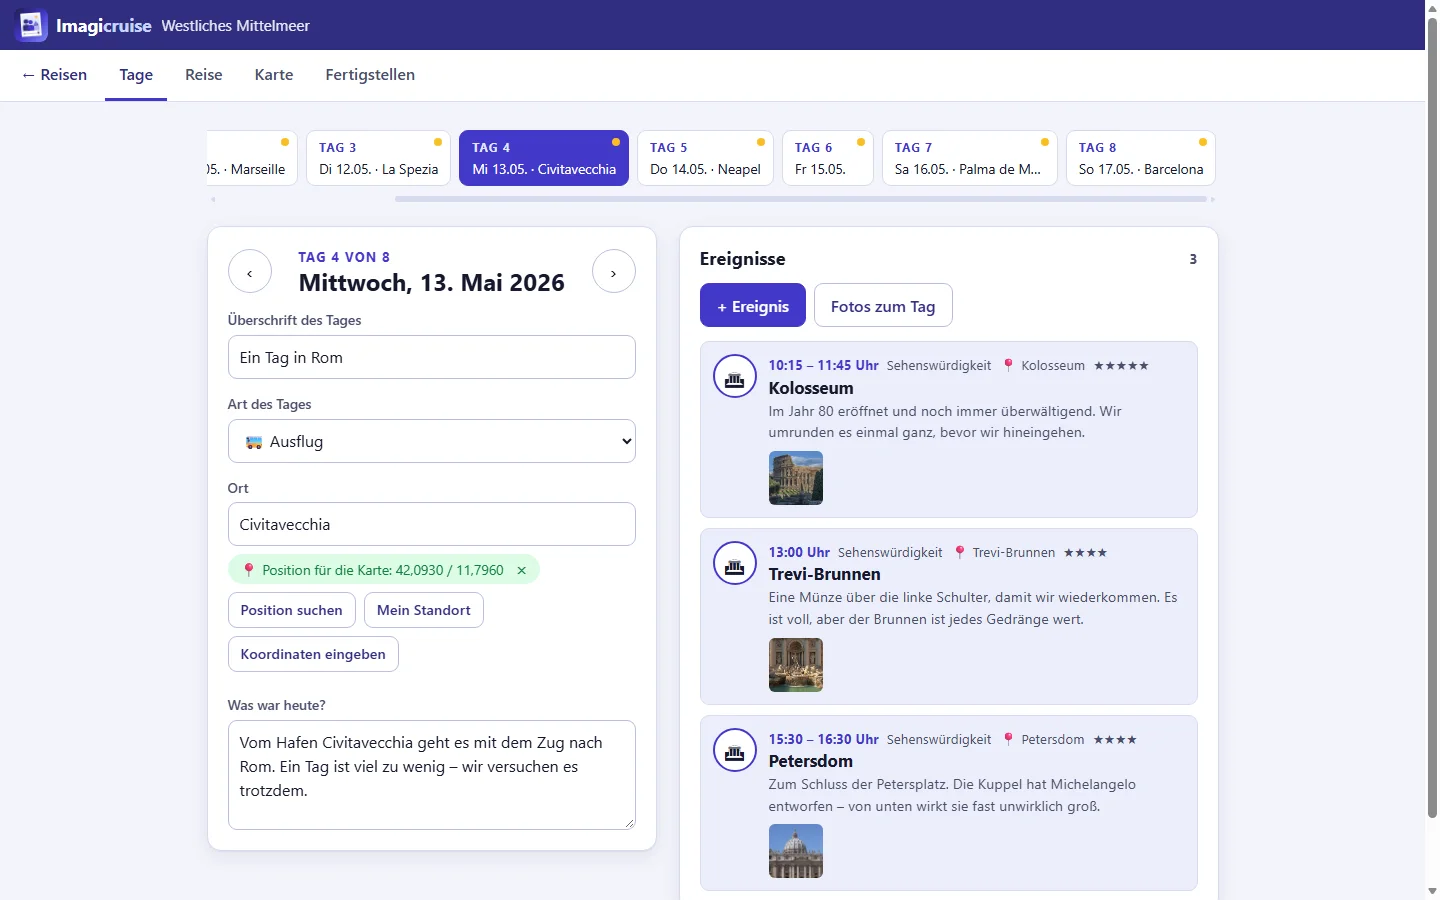 Imagicruise Westliches Mittelmeer
← Reisen Tage Reise Karte Fertigstellen
05. · Marseille
TAG 3
Di 12.05. · La Spezia
TAG 4
Mi 13.05. · Civitavecchia
TAG 5
Do 14.05. · Neapel
TAG 6
Fr 15.05.
TAG 7
Sa 16.05. · Palma de M...
TAG 8
So 17.05. · Barcelona
‹
TAG 4 VON 8
Mittwoch, 13. Mai 2026
›
Überschrift des Tages
Ein Tag in Rom
Art des Tages
Ausflug
Ort
Civitavecchia
Position für die Karte: 42,0930 / 11,7960 ×
Position suchen Mein Standort
Koordinaten eingeben
Was war heute?
Vom Hafen Civitavecchia geht es mit dem Zug nach
Rom. Ein Tag ist viel zu wenig – wir versuchen es
trotzdem.
Ereignisse 3
+ Ereignis Fotos zum Tag
10:15 – 11:45 Uhr Sehenswürdigkeit Kolosseum ★★★★★
Kolosseum
Im Jahr 80 eröffnet und noch immer überwältigend. Wir
umrunden es einmal ganz, bevor wir hineingehen.
13:00 Uhr Sehenswürdigkeit Trevi-Brunnen ★★★★
Trevi-Brunnen
Eine Münze über die linke Schulter, damit wir wiederkommen. Es
ist voll, aber der Brunnen ist jedes Gedränge wert.
15:30 – 16:30 Uhr Sehenswürdigkeit Petersdom ★★★★
Petersdom
Zum Schluss der Petersplatz. Die Kuppel hat Michelangelo
entworfen – von unten wirkt sie fast unwirklich groß.